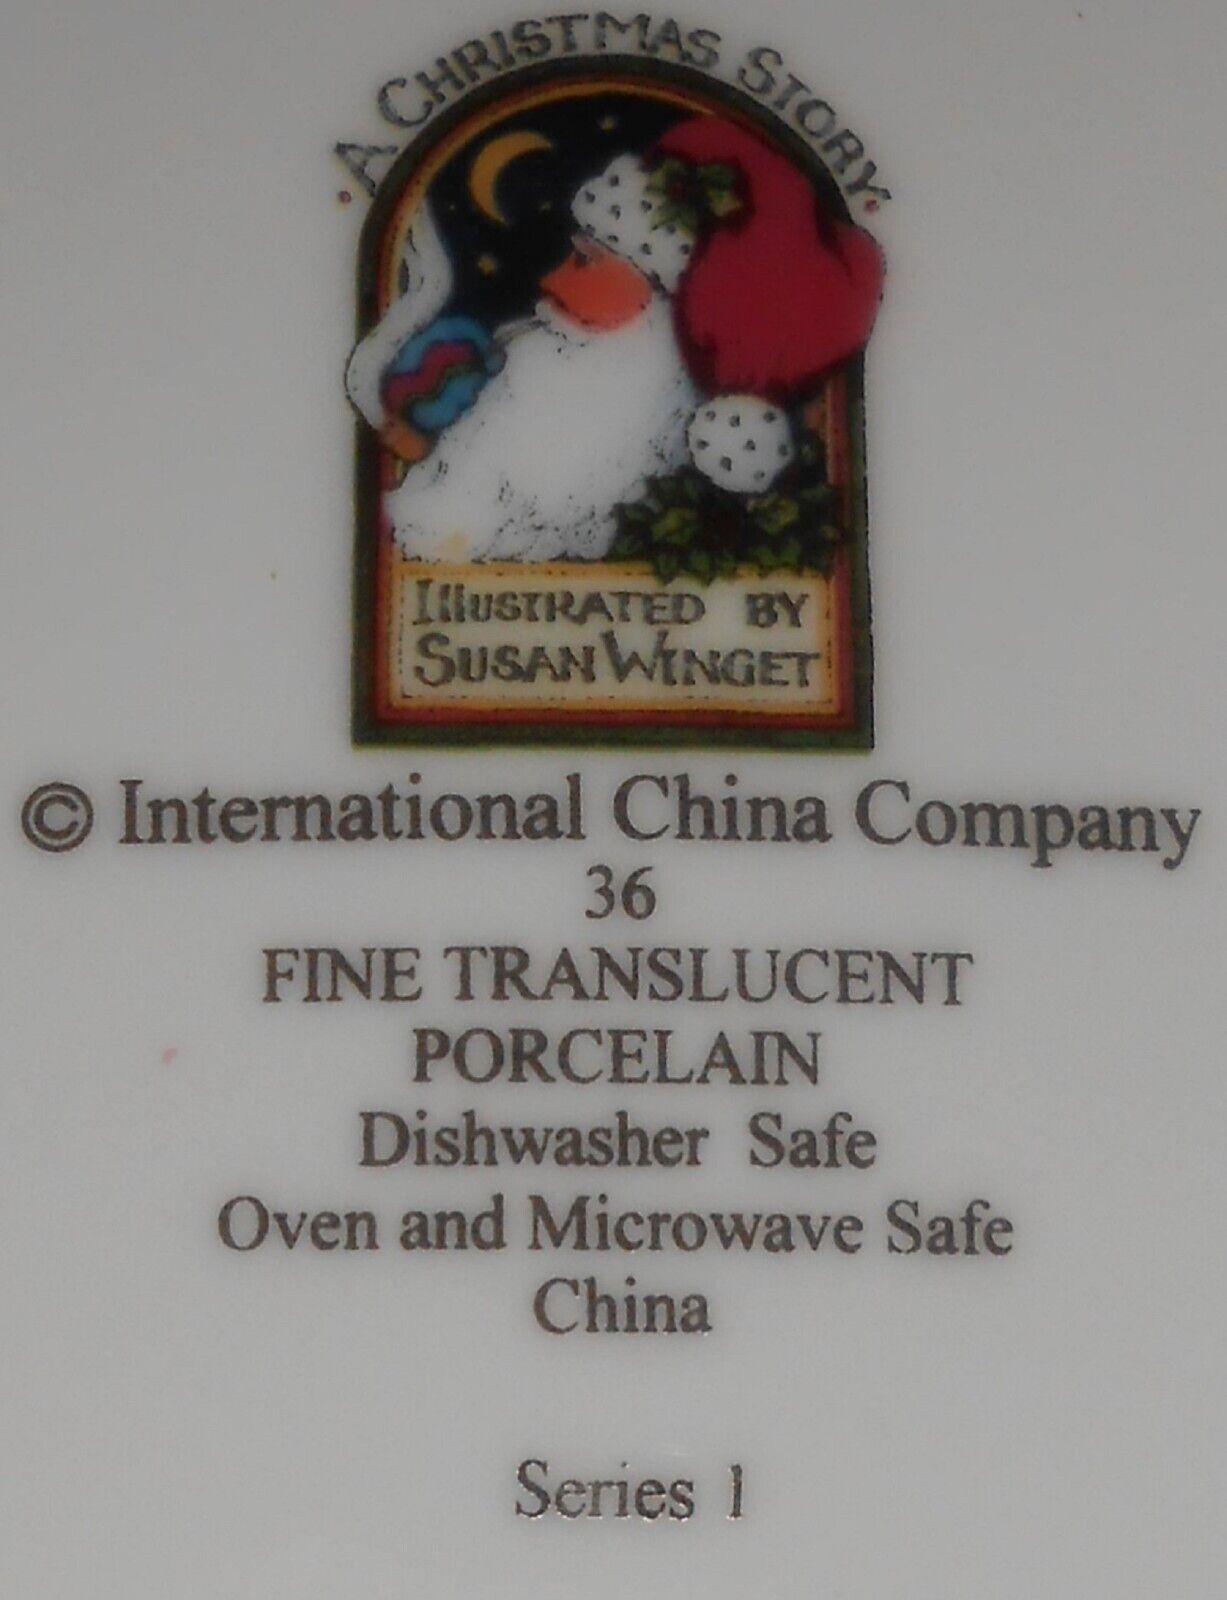 A CHRISTMAS STORY
ILLUSTRATED BY
SUSAN WINGET
© International China Company
36
FINE TRANSLUCENT
PORCELAIN
Dishwasher Safe
Oven and Microwave Safe
China
Series 1